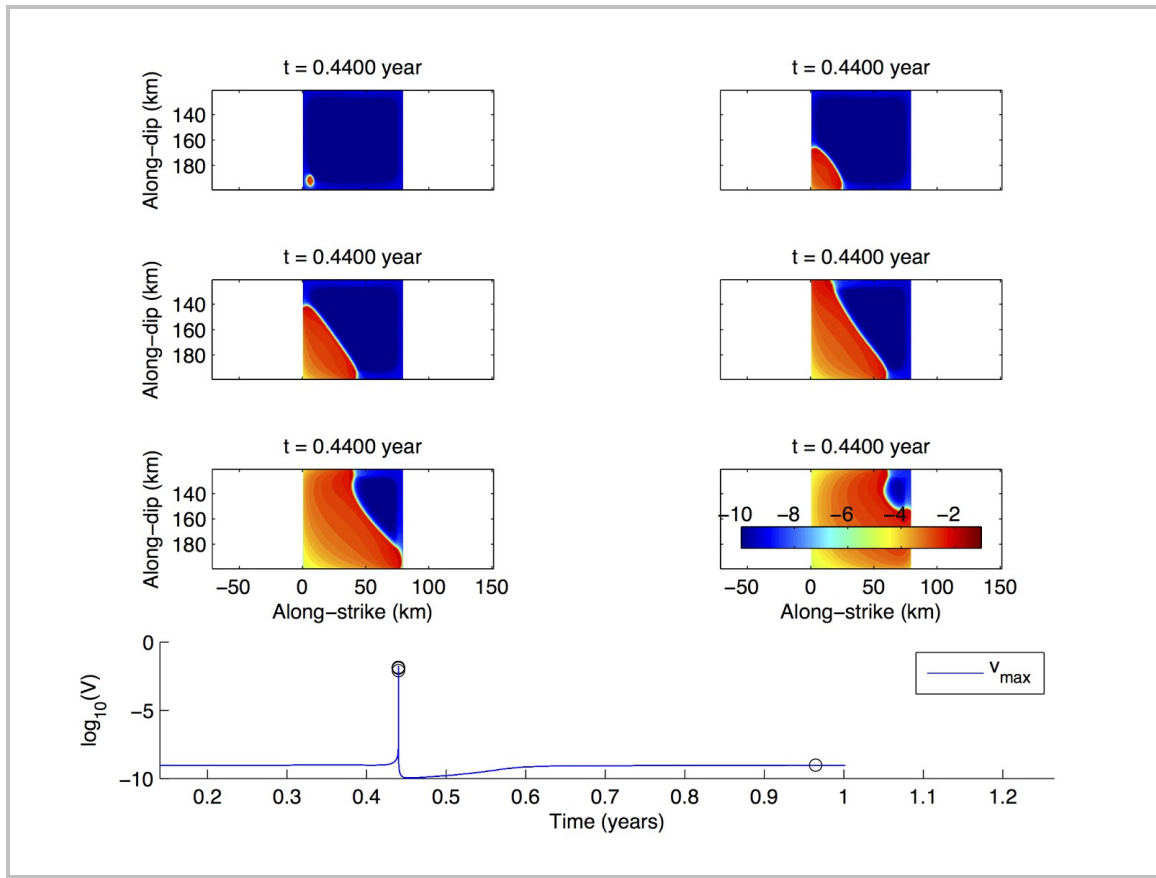 t = 0.4400 year
t = 0.4400 year
Along−dip (km)
140
160
180
t = 0.4400 year
t = 0.4400 year
Along−dip (km)
140
160
180
t = 0.4400 year
t = 0.4400 year
Along−dip (km)
140
160
180
−10 −8 −6 −4 −2
−50 0 50 100 150
−50 0 50 100 150
Along−strike (km)
Along−strike (km)
log10(V)
0
−5
−10
vmax
0.2 0.3 0.4 0.5 0.6 0.7 0.8 0.9 1 1.1 1.2
Time (years)